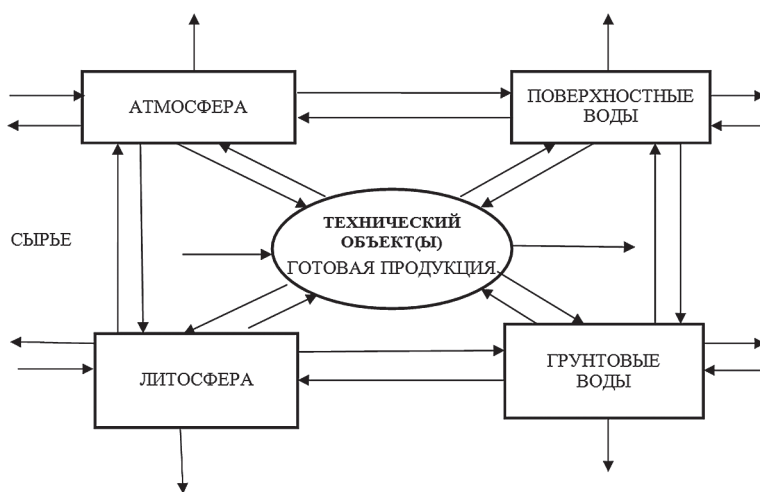 АТМОСФЕРА
ПОВЕРХНОСТНЫЕ
ВОДЫ
СЫРЬЕ
ТЕХНИЧЕСКИЙ
ОБЪЕКТ(Ы)
ГОТОВАЯ ПРОДУКЦИЯ
ЛИТОСФЕРА
ГРУНТОВЫЕ
ВОДЫ